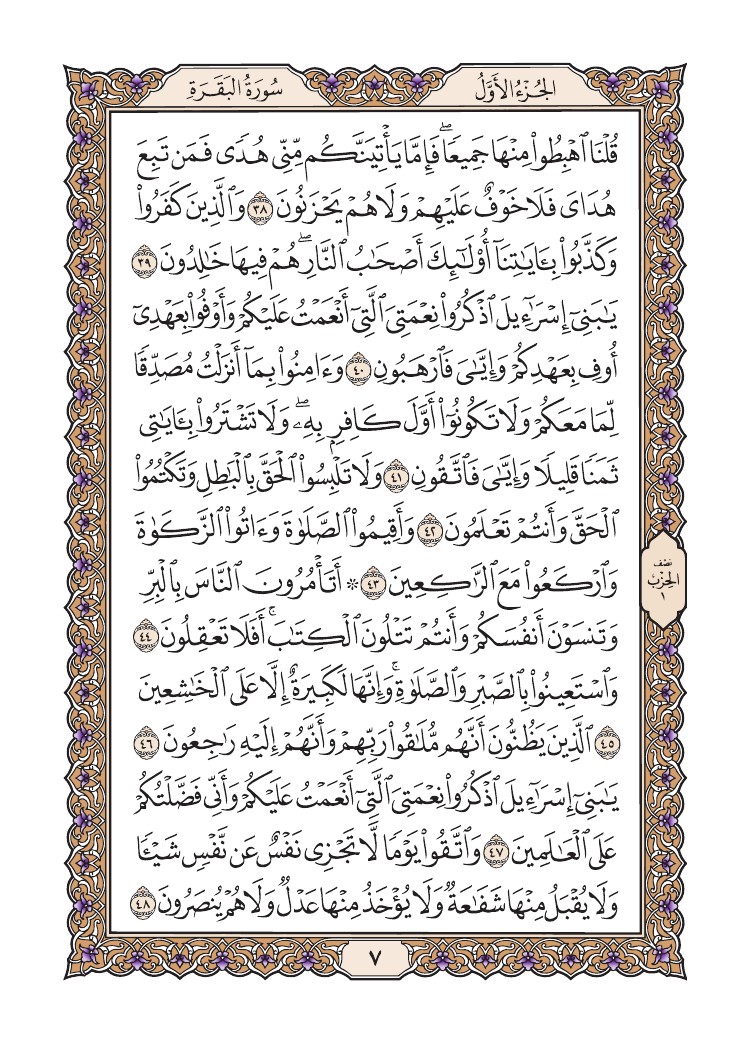 الجُزْءُ الأَوَّلُ
سُورَةُ البَقَرَةِ
قُلْنَا ٱهْبِطُوا۟ مِنْهَا جَمِيعًاۖ فَإِمَّا يَأْتِيَنَّكُم مِّنِّى هُدًى فَمَن تَبِعَ
هُدَاىَ فَلَا خَوْفٌ عَلَيْهِمْ وَلَا هُمْ يَحْزَنُونَ ٣٨ وَٱلَّذِينَ كَفَرُوا۟
وَكَذَّبُوا۟ بِـَٔايَـٰتِنَآ أُو۟لَـٰٓئِكَ أَصْحَـٰبُ ٱلنَّارِۖ هُمْ فِيهَا خَـٰلِدُونَ ٣٩
يَـٰبَنِىٓ إِسْرَٰٓءِيلَ ٱذْكُرُوا۟ نِعْمَتِىَ ٱلَّتِىٓ أَنْعَمْتُ عَلَيْكُمْ وَأَوْفُوا۟ بِعَهْدِىٓ
أُوفِ بِعَهْدِكُمْ وَإِيَّـٰىَ فَٱرْهَبُونِ ٤٠ وَءَامِنُوا۟ بِمَآ أَنزَلْتُ مُصَدِّقًا
لِّمَا مَعَكُمْ وَلَا تَكُونُوٓا۟ أَوَّلَ كَافِرٍۭ بِهِۦۖ وَلَا تَشْتَرُوا۟ بِـَٔايَـٰتِى
ثَمَنًا قَلِيلًا وَإِيَّـٰىَ فَٱتَّقُونِ ٤١ وَلَا تَلْبِسُوا۟ ٱلْحَقَّ بِٱلْبَـٰطِلِ وَتَكْتُمُوا۟
ٱلْحَقَّ وَأَنتُمْ تَعْلَمُونَ ٤٢ وَأَقِيمُوا۟ ٱلصَّلَوٰةَ وَءَاتُوا۟ ٱلزَّكَوٰةَ
وَٱرْكَعُوا۟ مَعَ ٱلرَّٰكِعِينَ ٤٣ ۞ أَتَأْمُرُونَ ٱلنَّاسَ بِٱلْبِرِّ
نصف
الحزب
١
وَتَنسَوْنَ أَنفُسَكُمْ وَأَنتُمْ تَتْلُونَ ٱلْكِتَـٰبَۚ أَفَلَا تَعْقِلُونَ ٤٤
وَٱسْتَعِينُوا۟ بِٱلصَّبْرِ وَٱلصَّلَوٰةِۚ وَإِنَّهَا لَكَبِيرَةٌ إِلَّا عَلَى ٱلْخَـٰشِعِينَ
٤٥ ٱلَّذِينَ يَظُنُّونَ أَنَّهُم مُّلَـٰقُوا۟ رَبِّهِمْ وَأَنَّهُمْ إِلَيْهِ رَٰجِعُونَ ٤٦
يَـٰبَنِىٓ إِسْرَٰٓءِيلَ ٱذْكُرُوا۟ نِعْمَتِىَ ٱلَّتِىٓ أَنْعَمْتُ عَلَيْكُمْ وَأَنِّى فَضَّلْتُكُمْ
عَلَى ٱلْعَـٰلَمِينَ ٤٧ وَٱتَّقُوا۟ يَوْمًا لَّا تَجْزِى نَفْسٌ عَن نَّفْسٍ شَيْـًٔا
وَلَا يُقْبَلُ مِنْهَا شَفَـٰعَةٌ وَلَا يُؤْخَذُ مِنْهَا عَدْلٌ وَلَا هُمْ يُنصَرُونَ ٤٨
٧